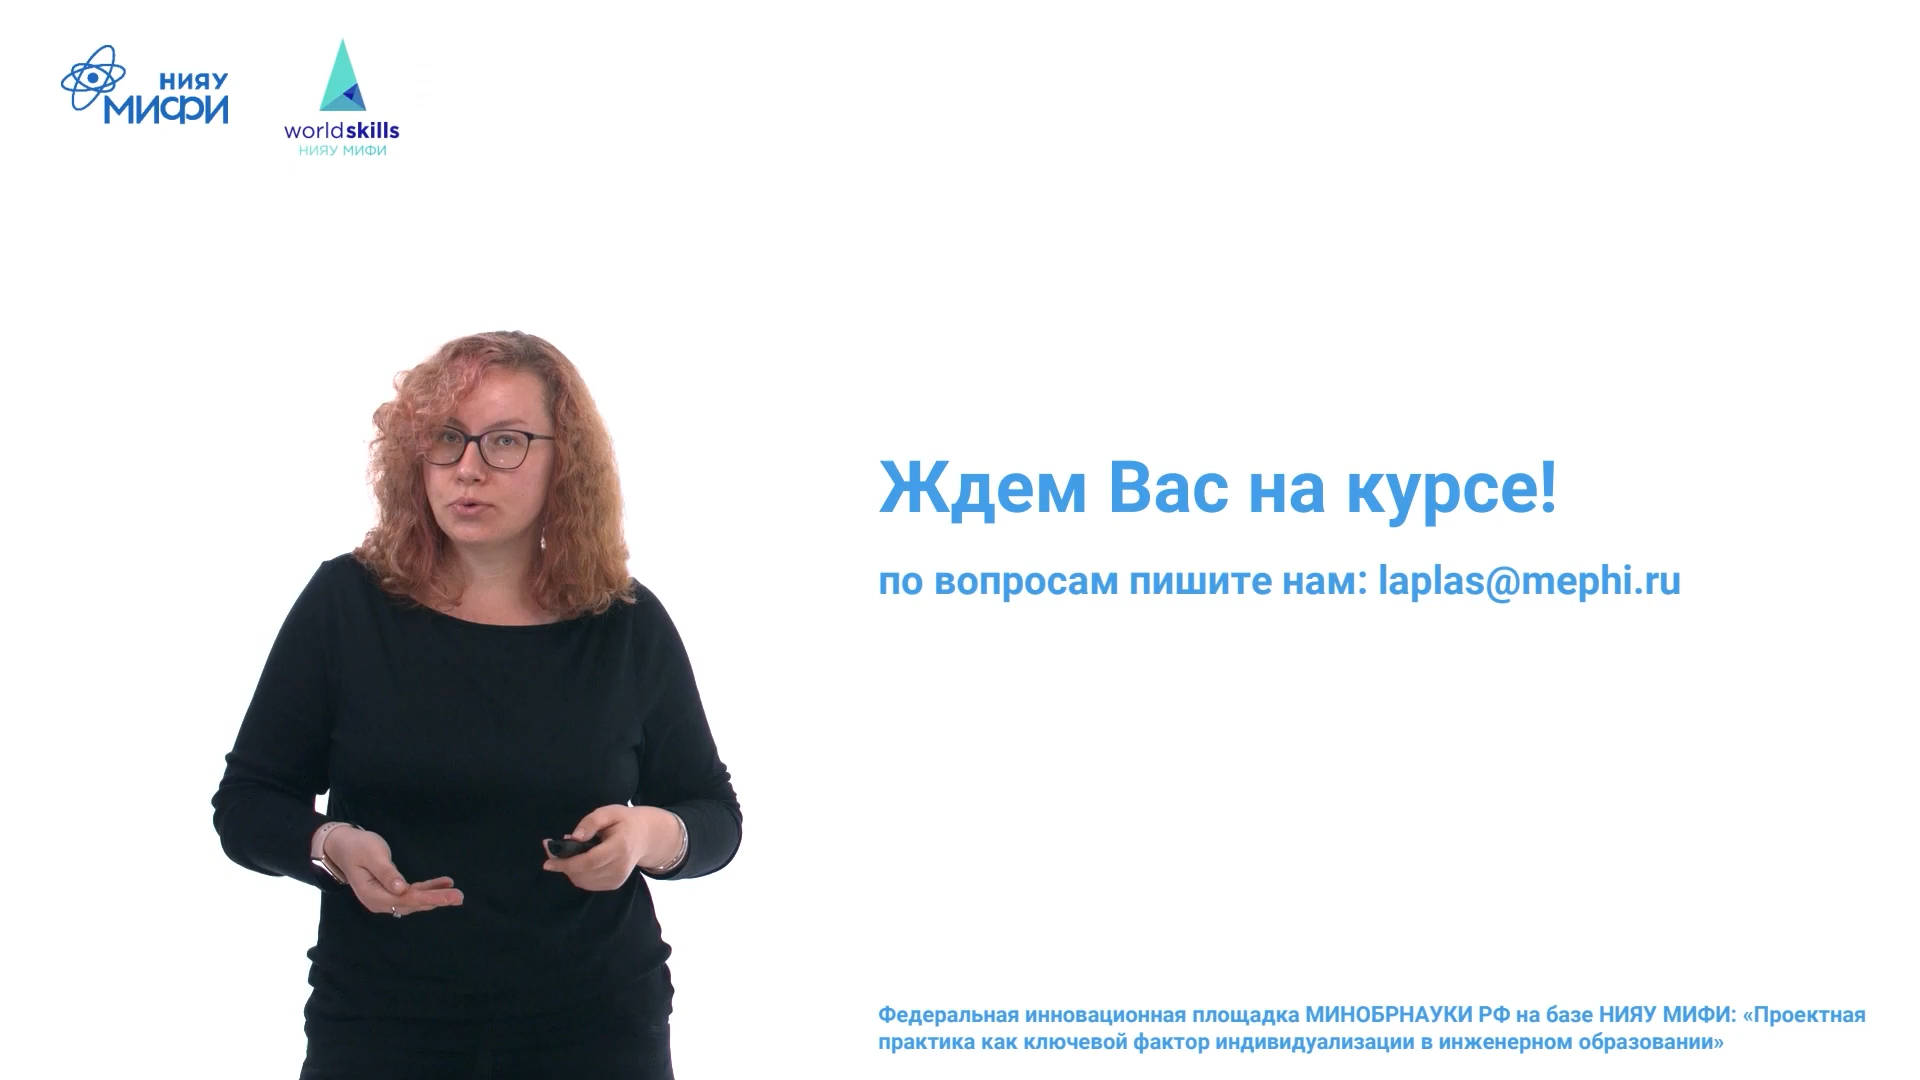 НИЯУ
МИФИ
worldskills
НИЯУ МИФИ
Ждем Вас на курсе!
по вопросам пишите нам: laplas@mephi.ru
Федеральная инновационная площадка МИНОБРНАУКИ РФ на базе НИЯУ МИФИ: «Проектная
практика как ключевой фактор индивидуализации в инженерном образовании»